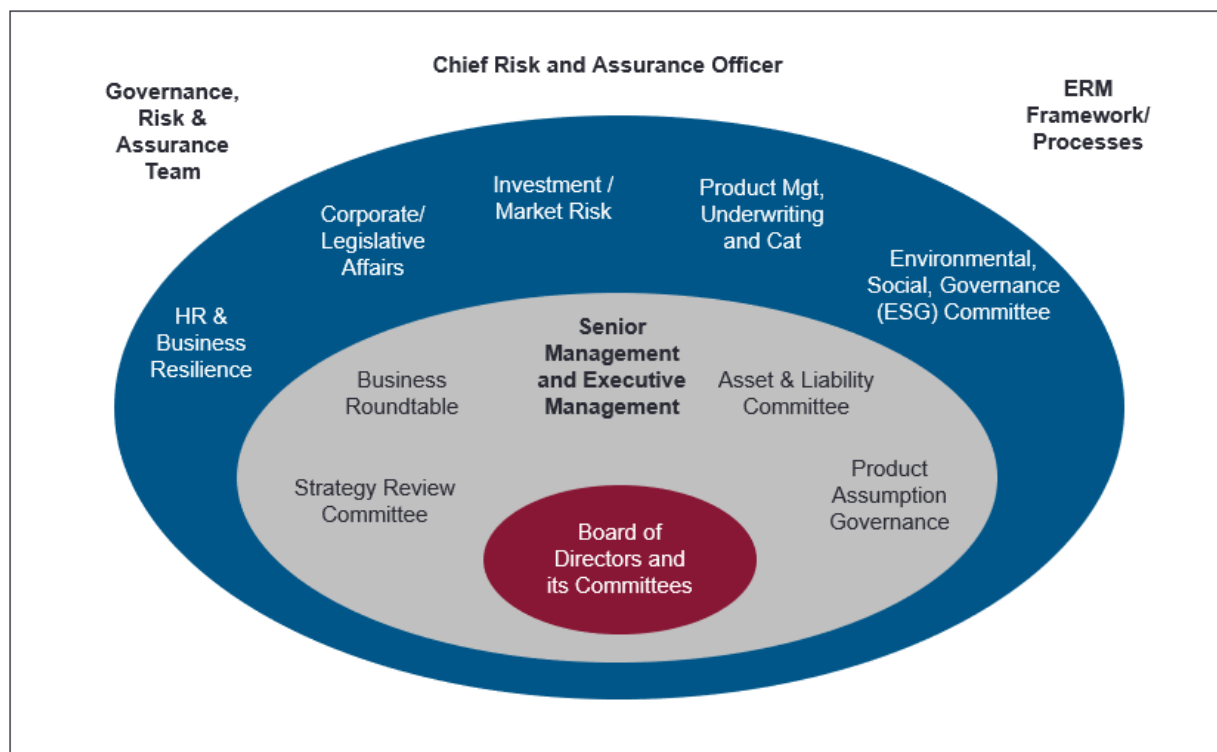 Chief Risk and Assurance Officer
Governance,
Risk &
Assurance
Team
ERM
Framework/
Processes
HR &
Business
Resilience
Corporate/
Legislative
Affairs
Investment /
Market Risk
Product Mgt,
Underwriting
and Cat
Environmental,
Social, Governance
(ESG) Committee
Senior
Management
and Executive
Management
Business
Roundtable
Asset & Liability
Committee
Strategy Review
Committee
Product
Assumption
Governance
Board of
Directors and
its Committees